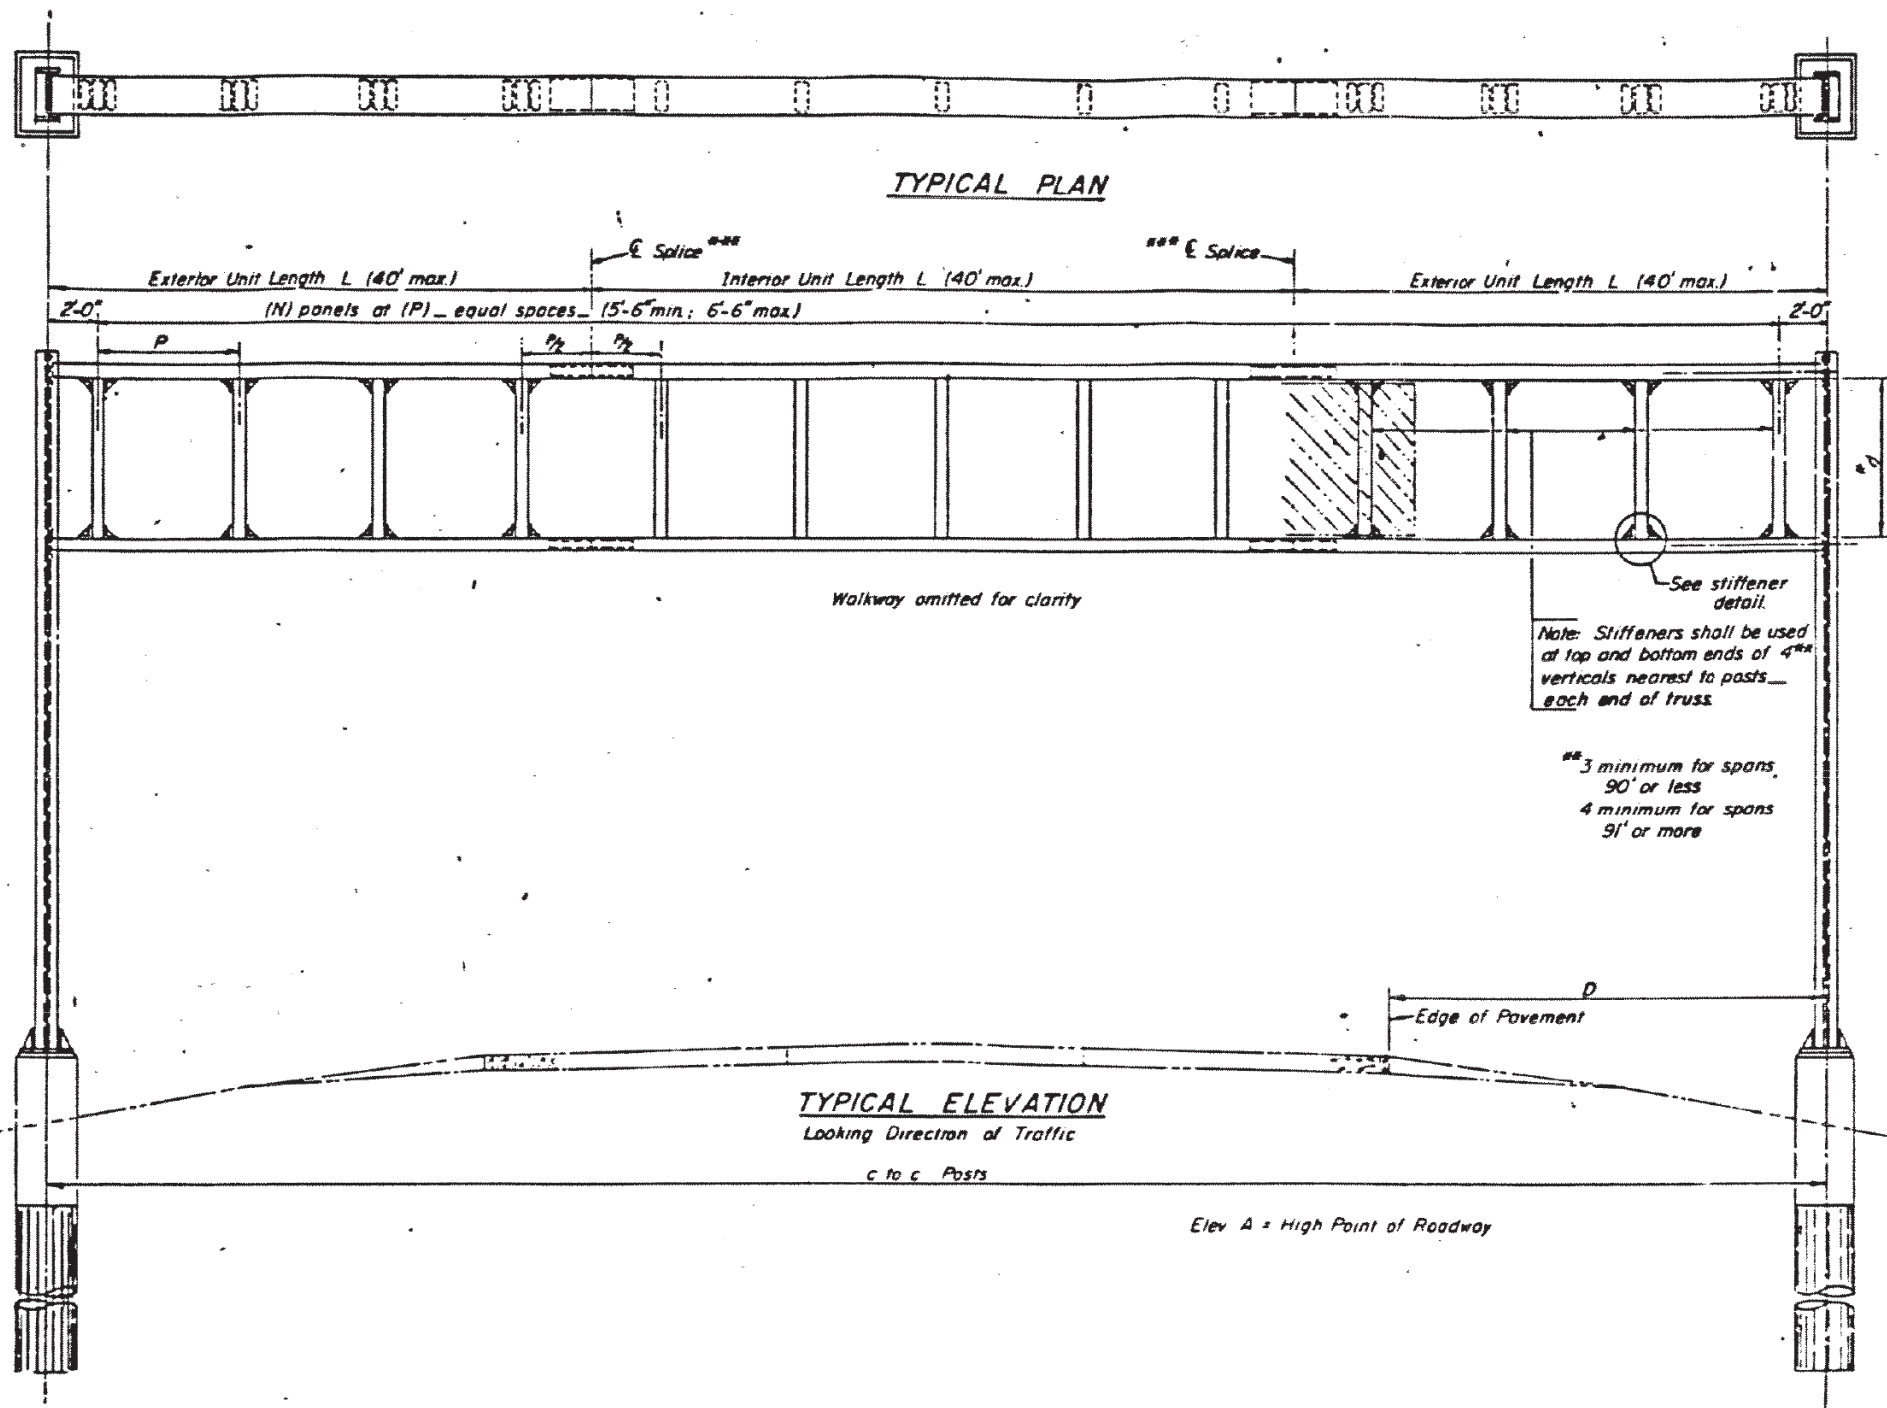 TYPICAL PLAN
℄ Splice ***
*** ℄ Splice
Exterior Unit Length L (40' max.)
Interior Unit Length L (40' max.)
Exterior Unit Length L (40' max.)
2'-0"
(N) panels at (P) _ equal spaces _ (5'-6" min.; 6'-6" max.)
2'-0"
P
P/2
P/2
*d
Walkway omitted for clarity
See stiffener
detail.
Note: Stiffeners shall be used
at top and bottom ends of 4**
verticals nearest to posts _
each end of truss.
**3 minimum for spans
90' or less
4 minimum for spans
91' or more
D
Edge of Pavement
TYPICAL ELEVATION
Looking Direction of Traffic
c to c Posts
Elev A = High Point of Roadway